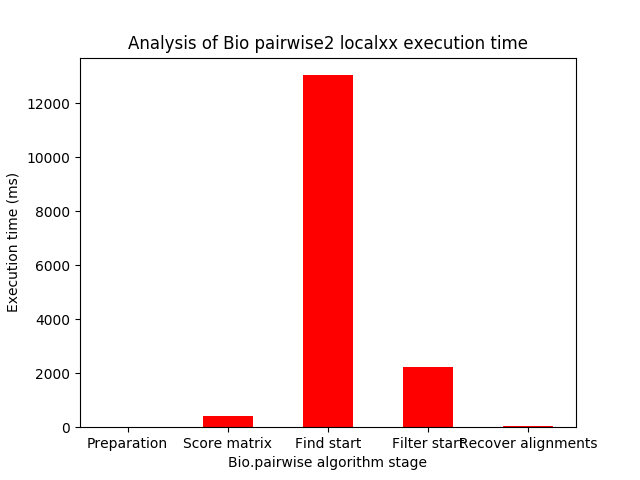 Analysis of Bio pairwise2 localxx execution time
Execution time (ms)
12000
10000
8000
6000
4000
2000
0
Preparation Score matrix Find start Filter start Recover alignments
Bio.pairwise algorithm stage